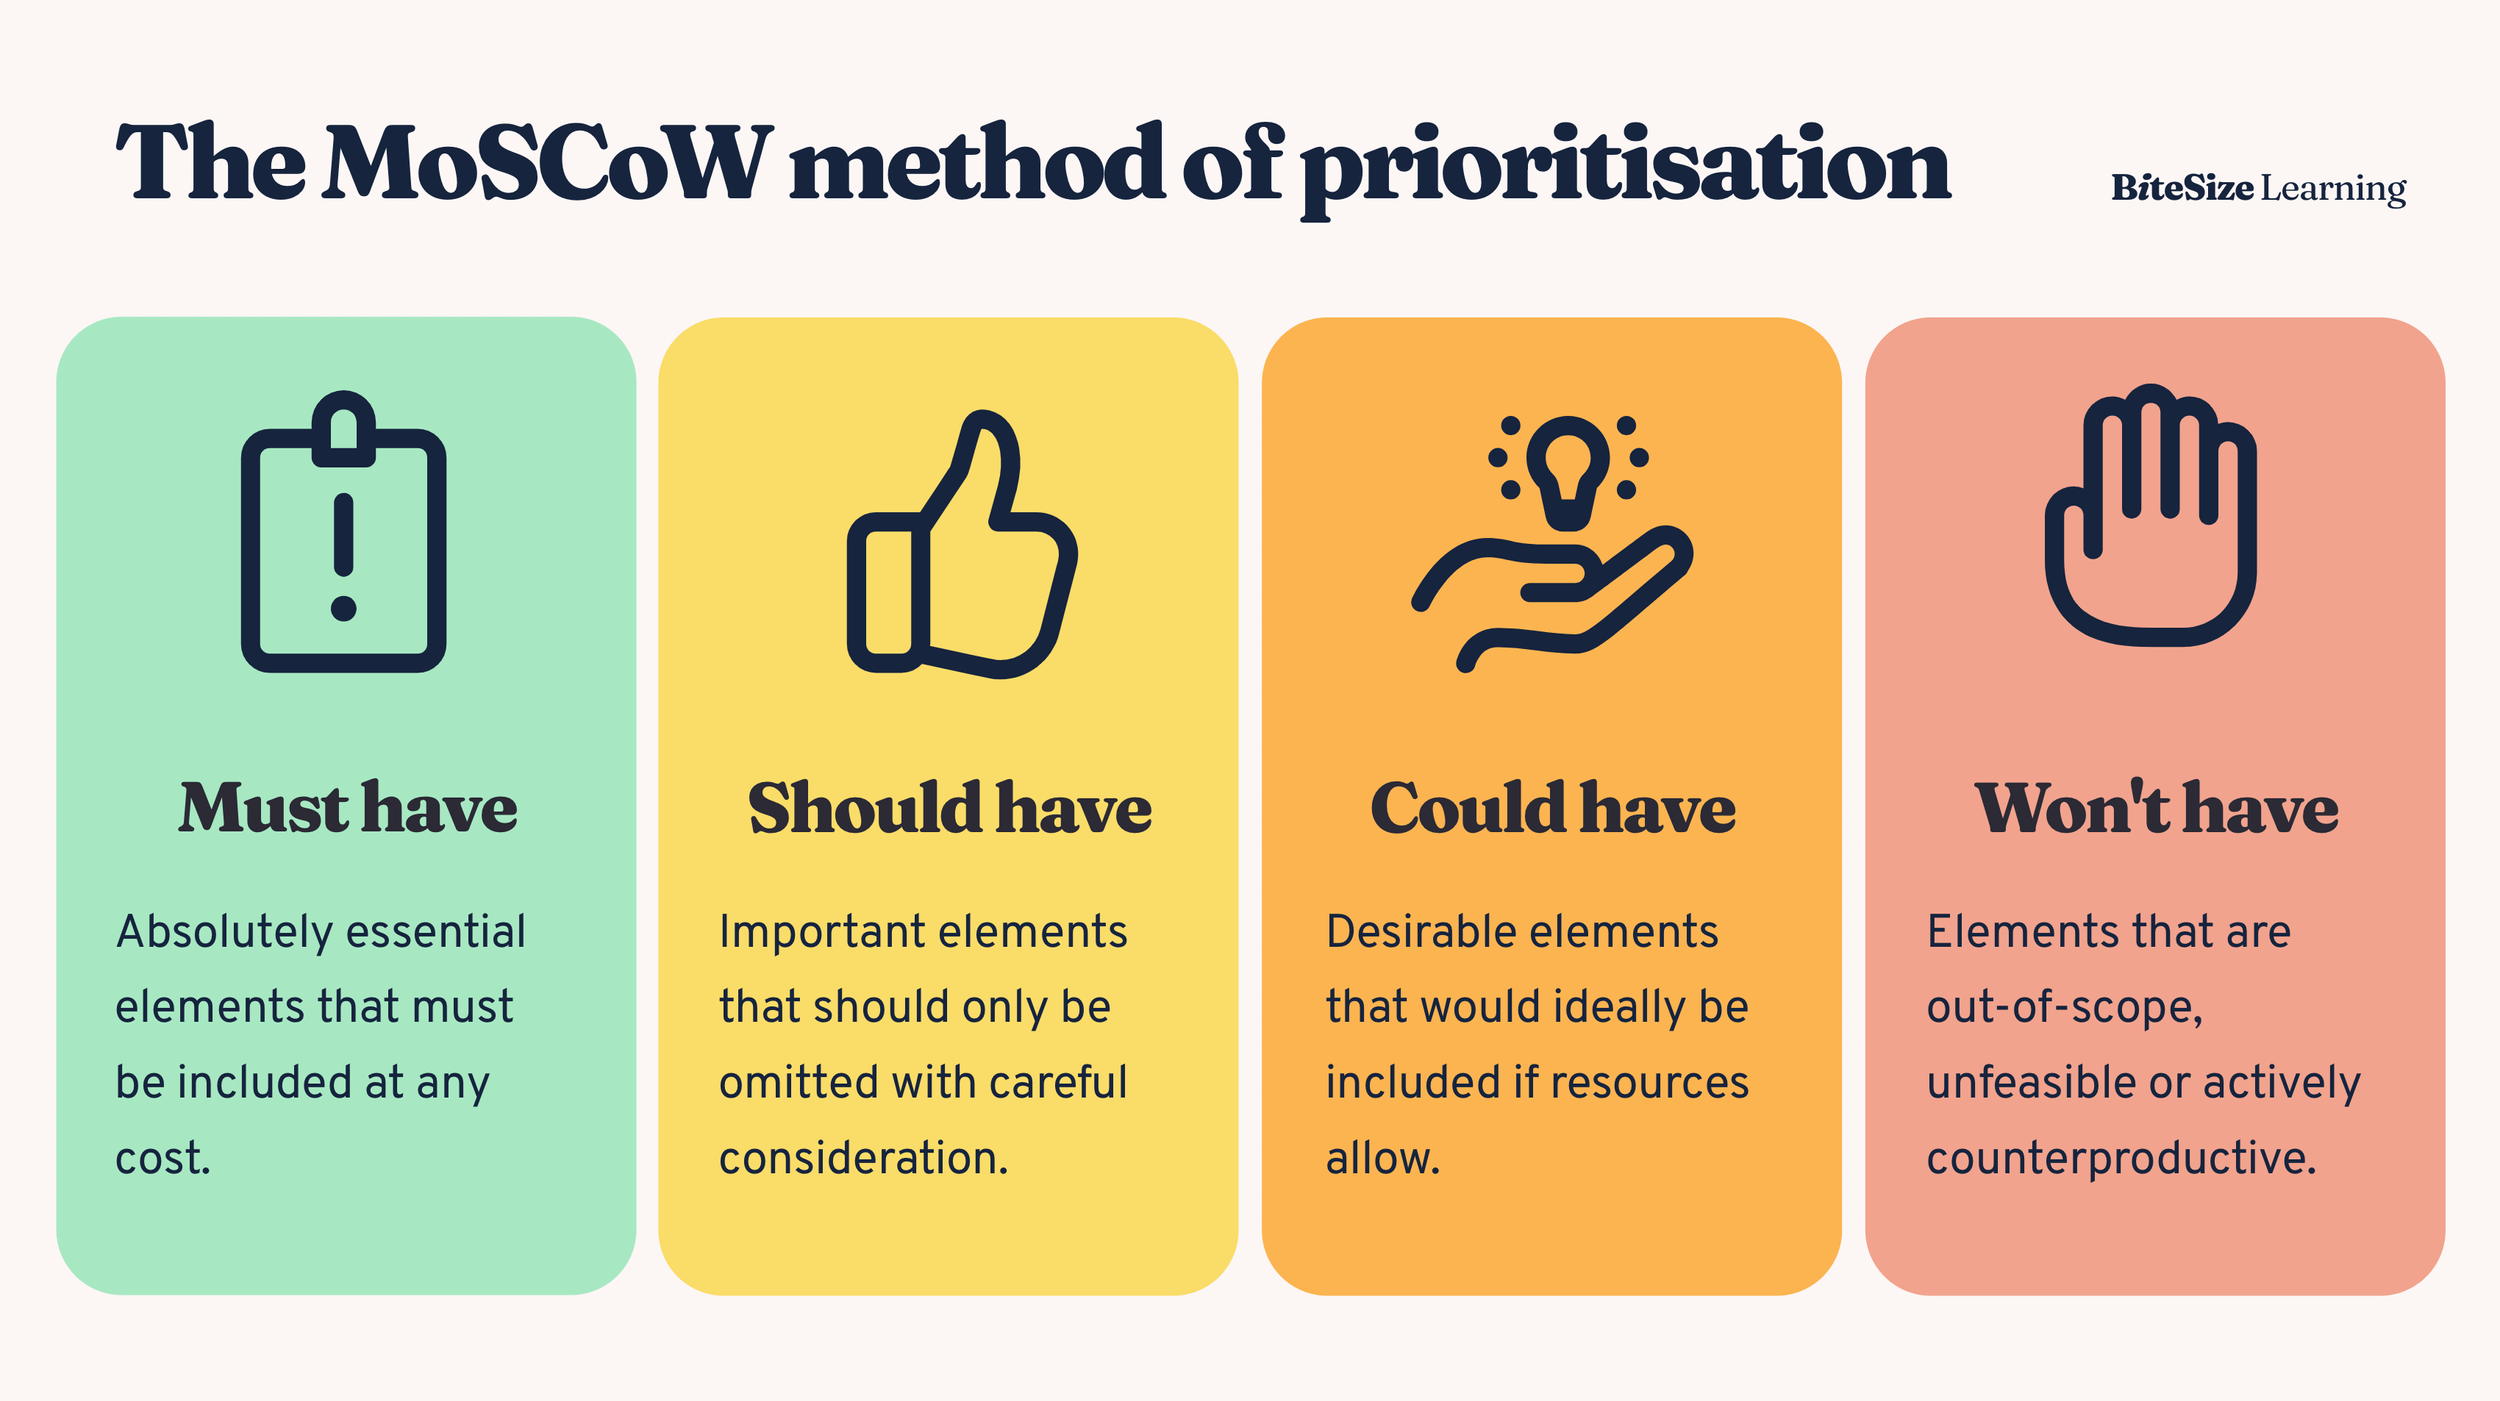 The MoSCoW method of prioritisation
BiteSize Learning
Must have
Absolutely essential
elements that must
be included at any
cost.
Should have
Important elements
that should only be
omitted with careful
consideration.
Could have
Desirable elements
that would ideally be
included if resources
allow.
Won't have
Elements that are
out-of-scope,
unfeasible or actively
counterproductive.